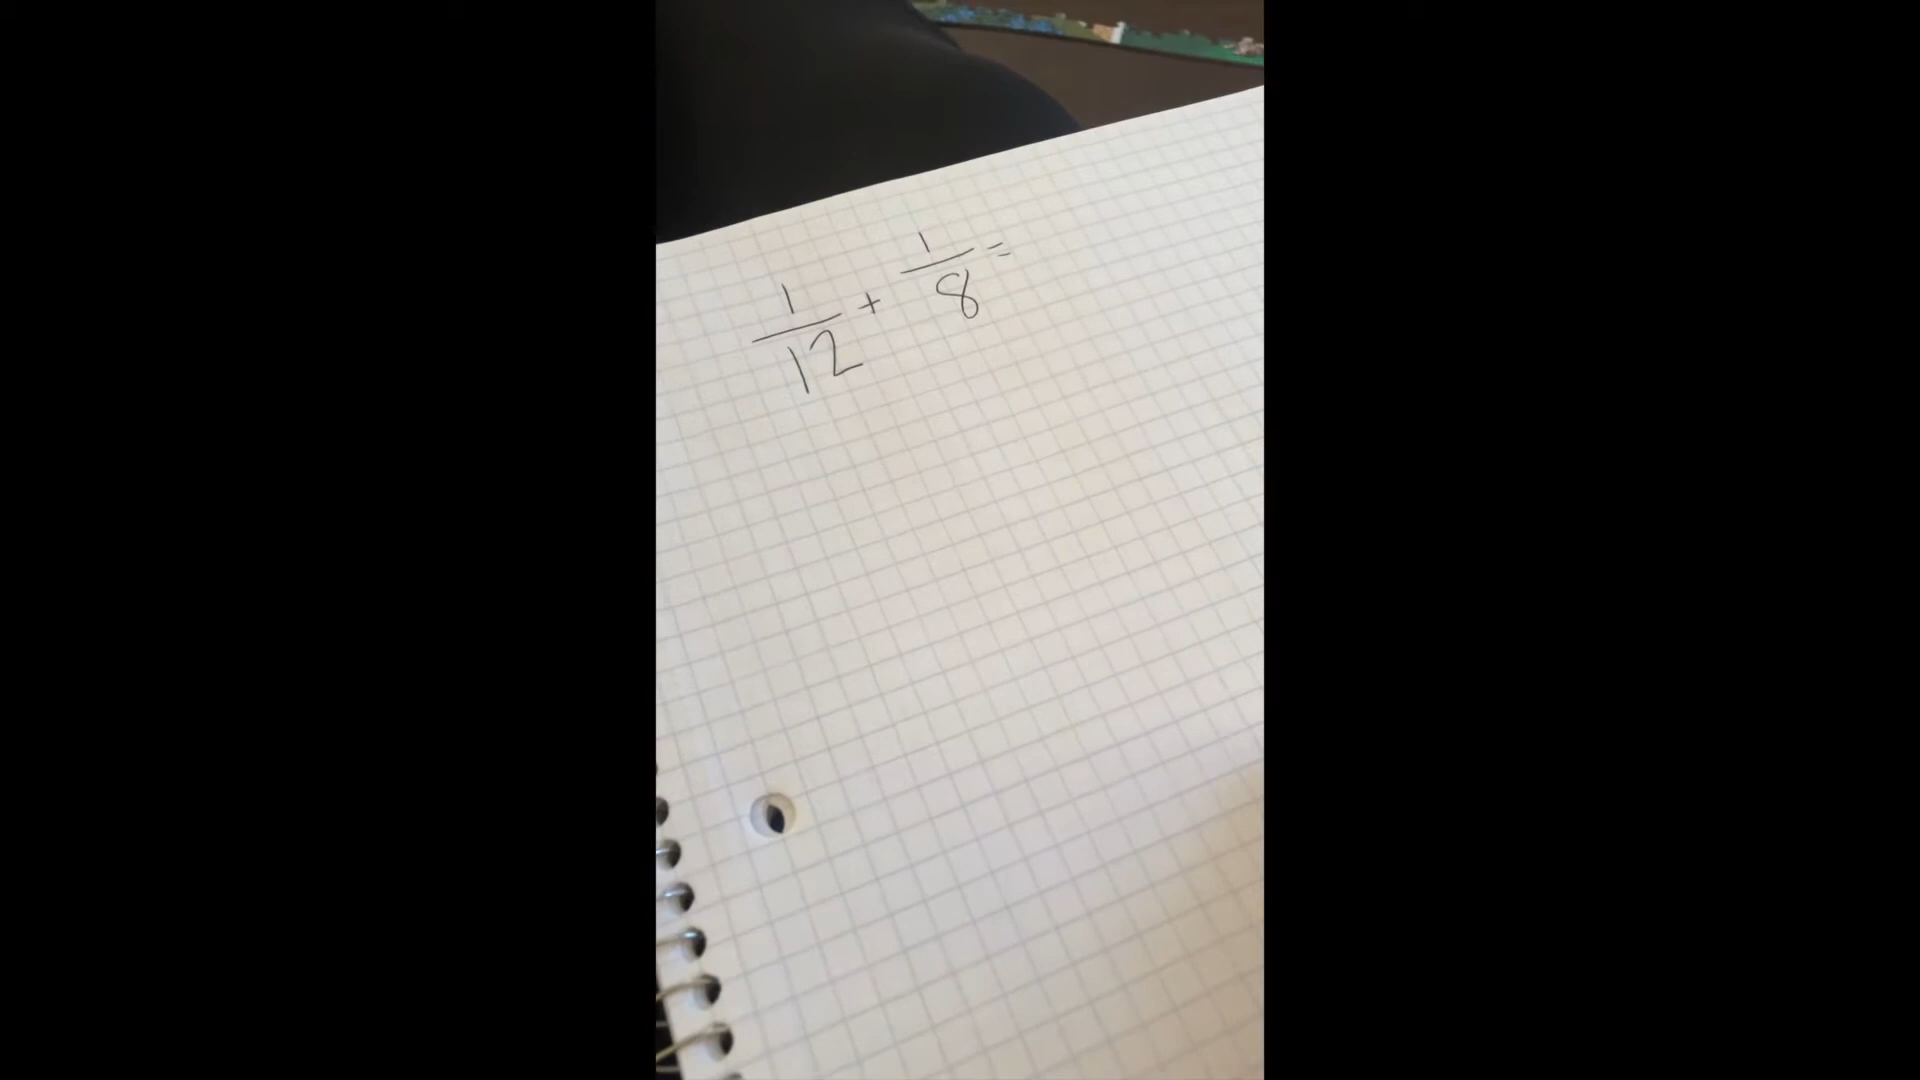 1/12 + 1/8 =